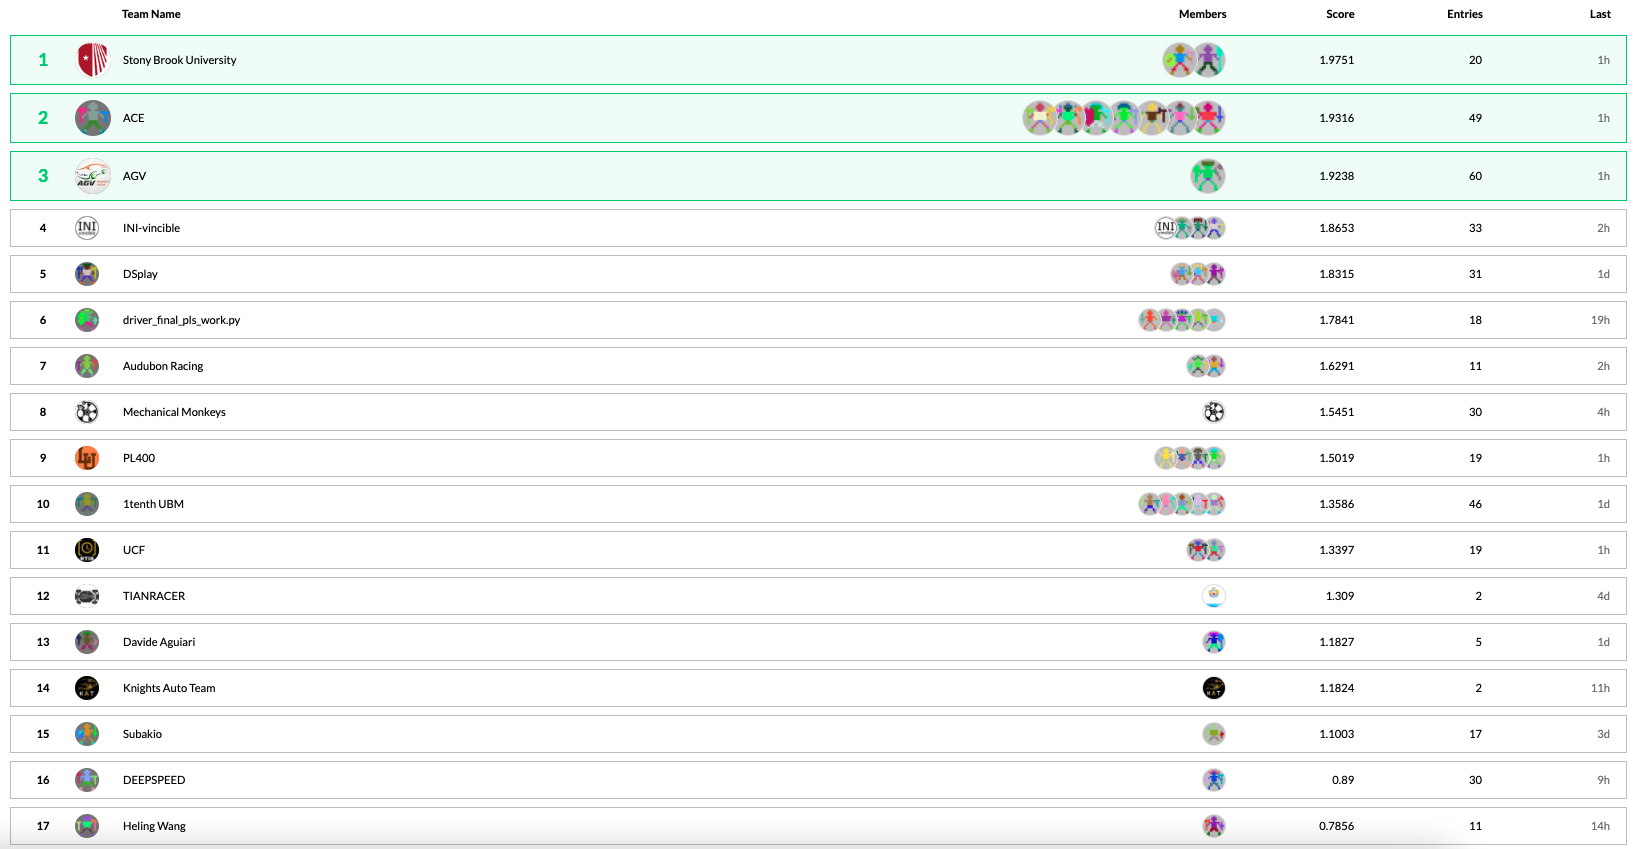 Team Name Members Score Entries Last
1 Stony Brook University 1.9751 20 1h
2 ACE 1.9316 49 1h
3 AGV AGV 1.9238 60 1h
4 INI INI-vincible INI 1.8653 33 2h
5 DSplay 1.8315 31 1d
6 driver_final_pls_work.py 1.7841 18 19h
7 Audubon Racing 1.6291 11 2h
8 Mechanical Monkeys 1.5451 30 4h
9 LU PL400 1.5019 19 1h
10 1tenth UBM 1.3586 46 1d
11 UCF 1.3397 19 1h
12 TIANRACER 1.309 2 4d
13 Davide Aguiari 1.1827 5 1d
14 KAT Knights Auto Team KAT 1.1824 2 11h
15 Subakio 1.1003 17 3d
16 DEEPSPEED 0.89 30 9h
17 Heling Wang 0.7856 11 14h